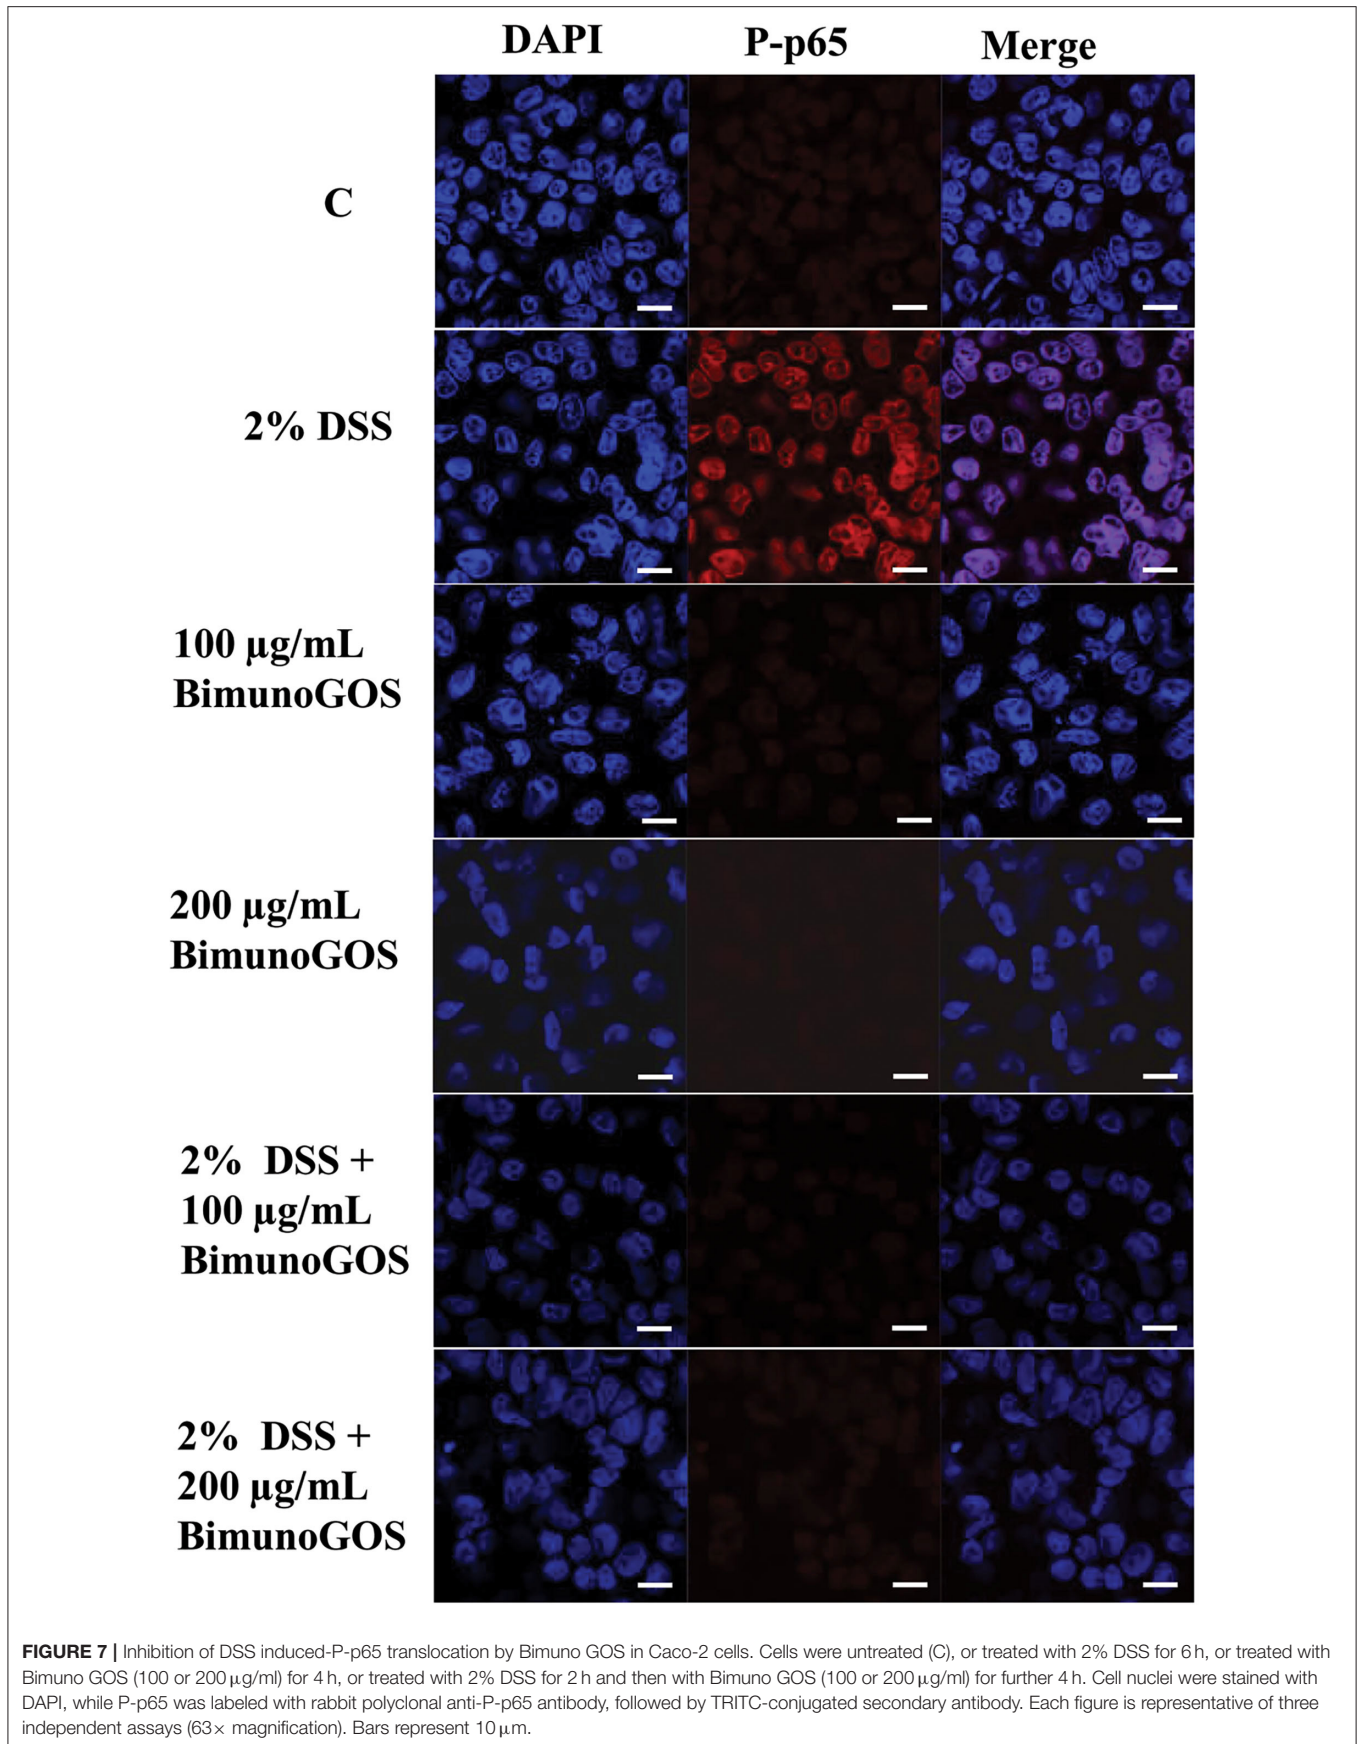 DAPI P-p65 Merge
C
2% DSS
100 µg/mL
BimunoGOS
200 µg/mL
BimunoGOS
2% DSS +
100 µg/mL
BimunoGOS
2% DSS +
200 µg/mL
BimunoGOS
FIGURE 7 | Inhibition of DSS induced-P-p65 translocation by Bimuno GOS in Caco-2 cells. Cells were untreated (C), or treated with 2% DSS for 6 h, or treated with
Bimuno GOS (100 or 200 µg/ml) for 4 h, or treated with 2% DSS for 2 h and then with Bimuno GOS (100 or 200 µg/ml) for further 4 h. Cell nuclei were stained with
DAPI, while P-p65 was labeled with rabbit polyclonal anti-P-p65 antibody, followed by TRITC-conjugated secondary antibody. Each figure is representative of three
independent assays (63× magnification). Bars represent 10 µm.